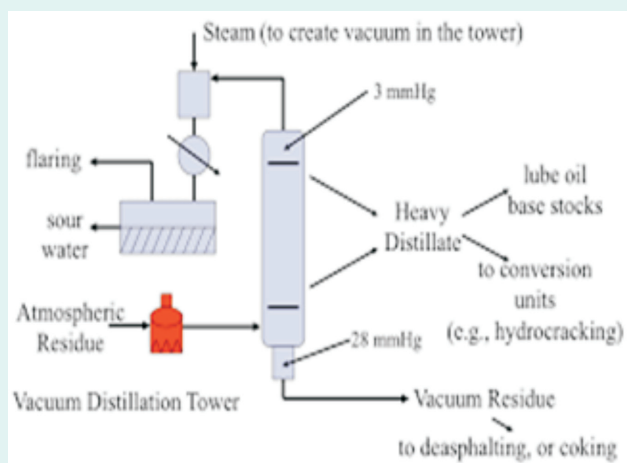 Steam (to create vacuum in the tower)
3 mmHg
flaring
sour
water
lube oil
base stocks
Heavy
Distillate
to conversion
units
(e.g., hydrocracking)
Atmospheric
Residue
28 mmHg
Vacuum Distillation Tower
Vacuum Residue
to deasphalting, or coking